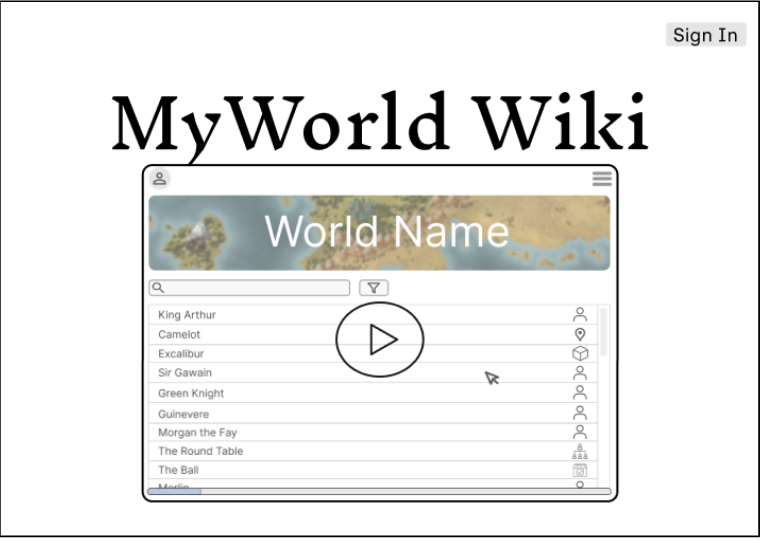 Sign In
MyWorld Wiki
World Name
King Arthur
Camelot
Excalibur
Sir Gawain
Green Knight
Guinevere
Morgan the Fay
The Round Table
The Ball
Merlin